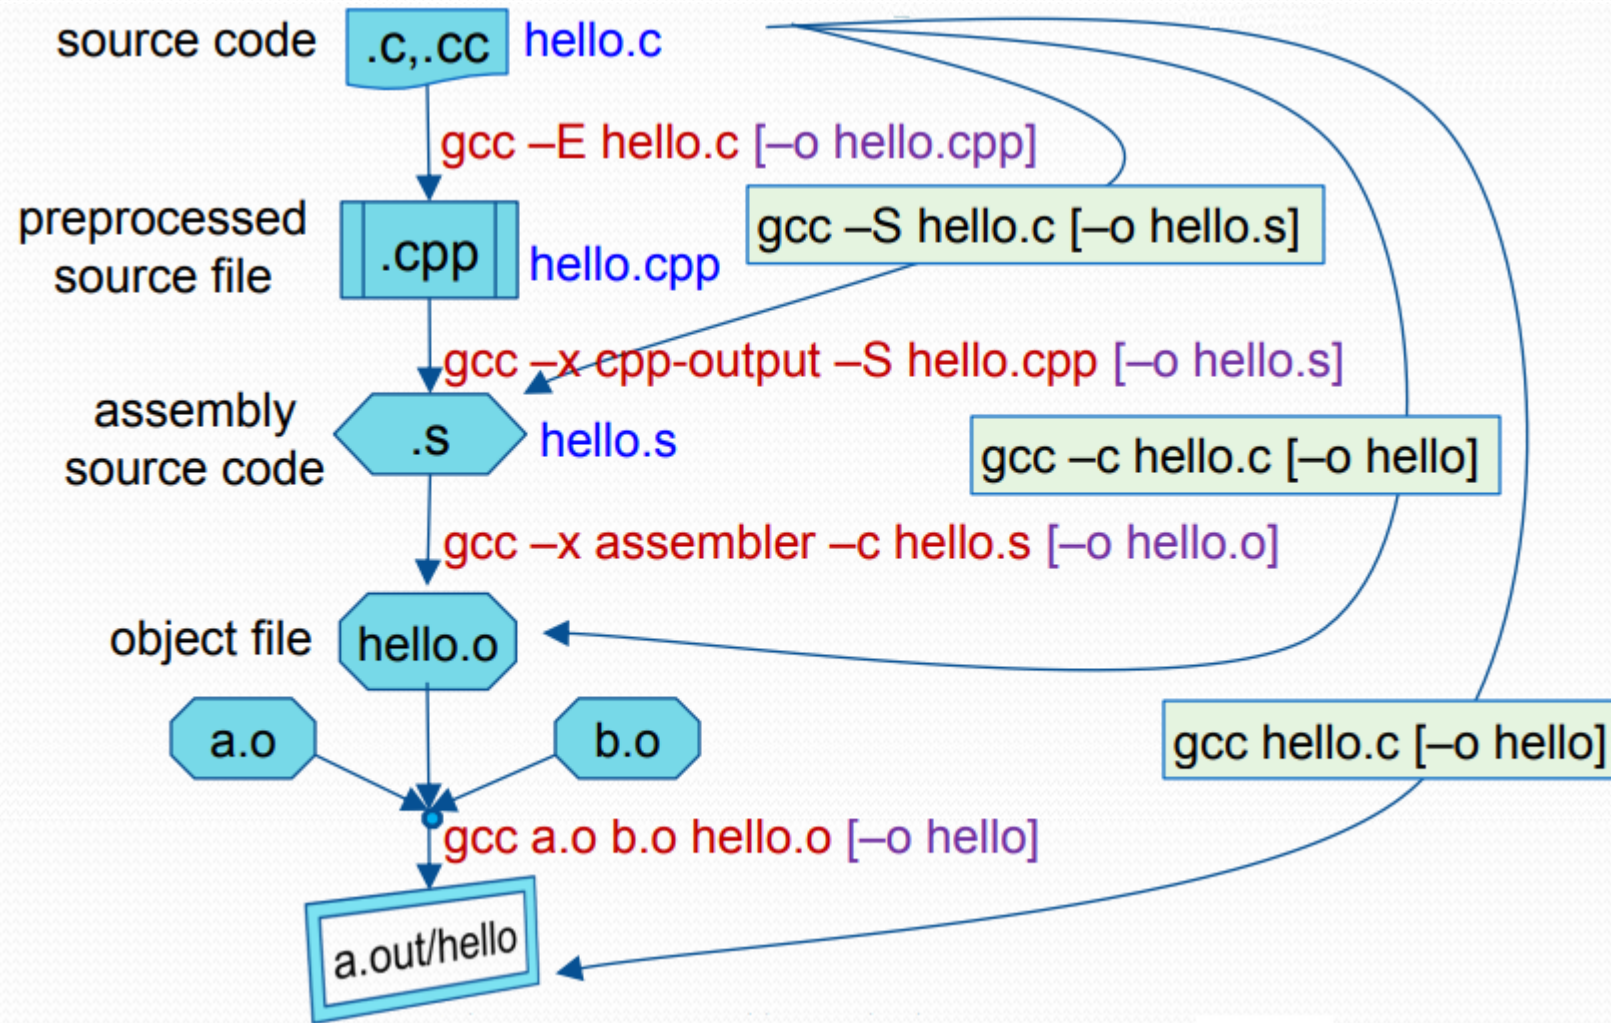 source code
.c,.cc
hello.c
gcc –E hello.c [–o hello.cpp]
preprocessed
source file
.cpp
hello.cpp
gcc –S hello.c [–o hello.s]
gcc –x cpp-output –S hello.cpp [–o hello.s]
assembly
source code
.s
hello.s
gcc –c hello.c [–o hello]
gcc –x assembler –c hello.s [–o hello.o]
object file
hello.o
a.o
b.o
gcc hello.c [–o hello]
gcc a.o b.o hello.o [–o hello]
a.out/hello